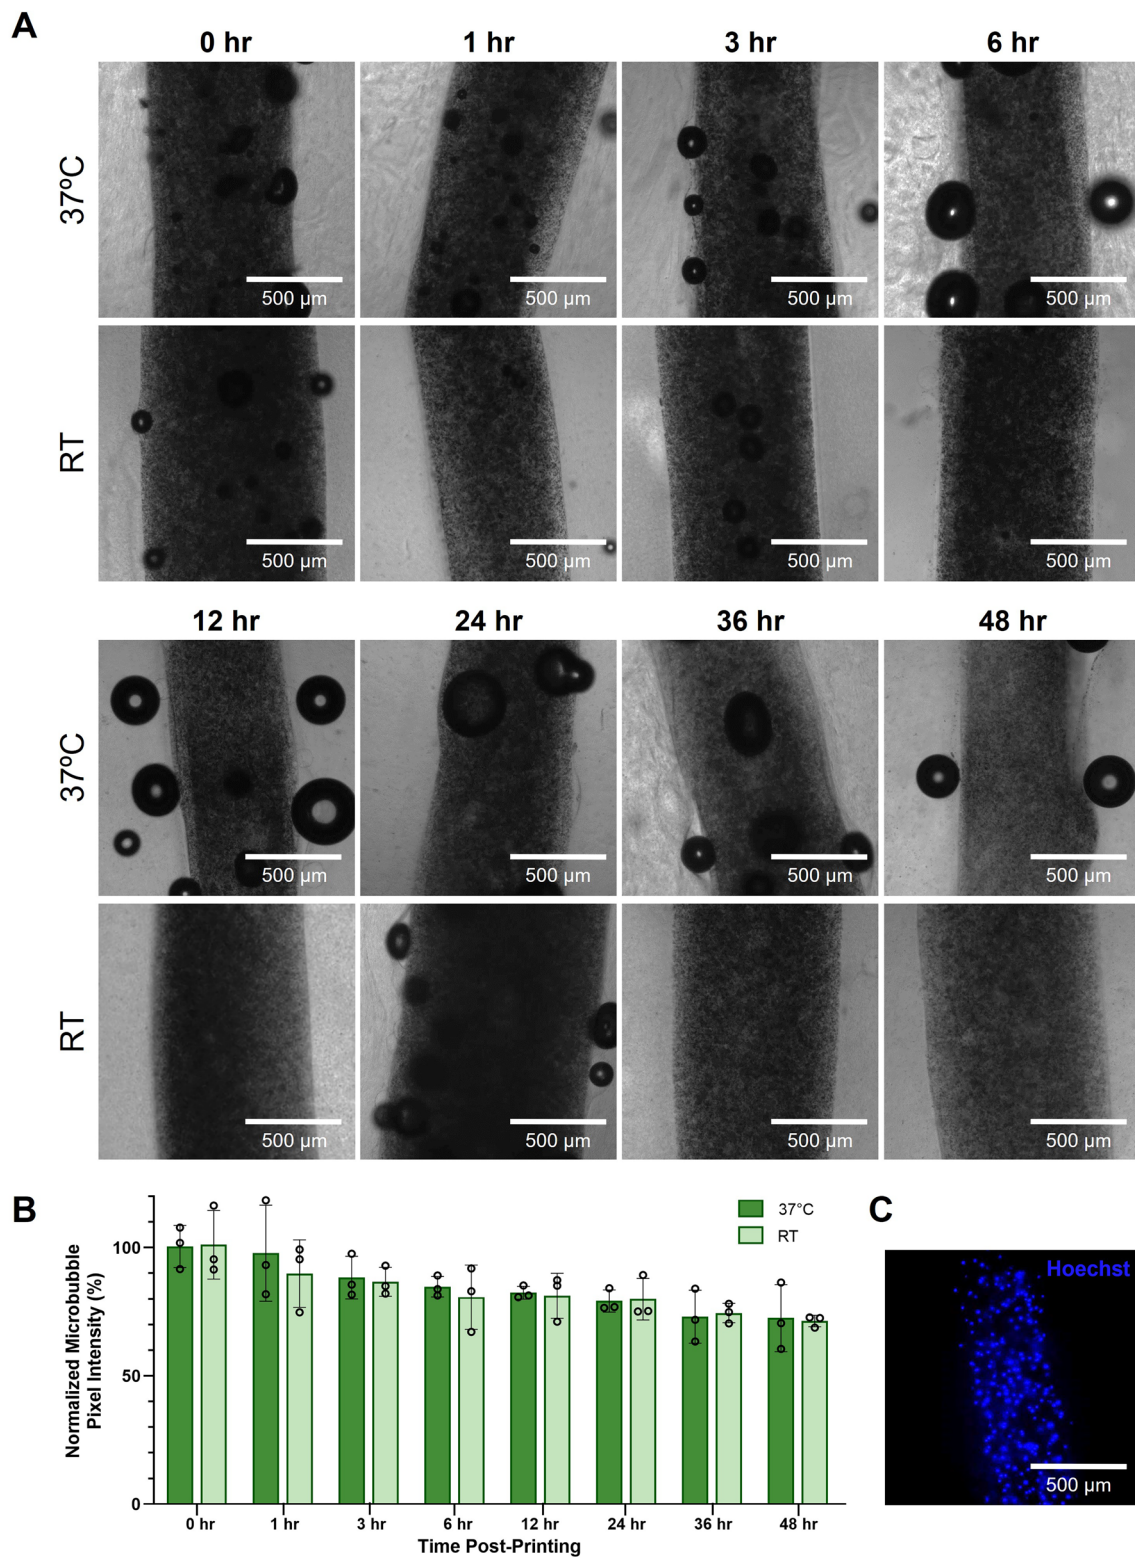 A
0 hr 1 hr 3 hr 6 hr
37ºC
500 µm 500 µm 500 µm 500 µm
RT
500 µm 500 µm 500 µm 500 µm
12 hr 24 hr 36 hr 48 hr
37ºC
500 µm 500 µm 500 µm 500 µm
RT
500 µm 500 µm 500 µm 500 µm
B
Normalized Microbubble
Pixel Intensity (%)
100
50
0
37°C
RT
0 hr 1 hr 3 hr 6 hr 12 hr 24 hr 36 hr 48 hr
Time Post-Printing
C
Hoechst
500 µm